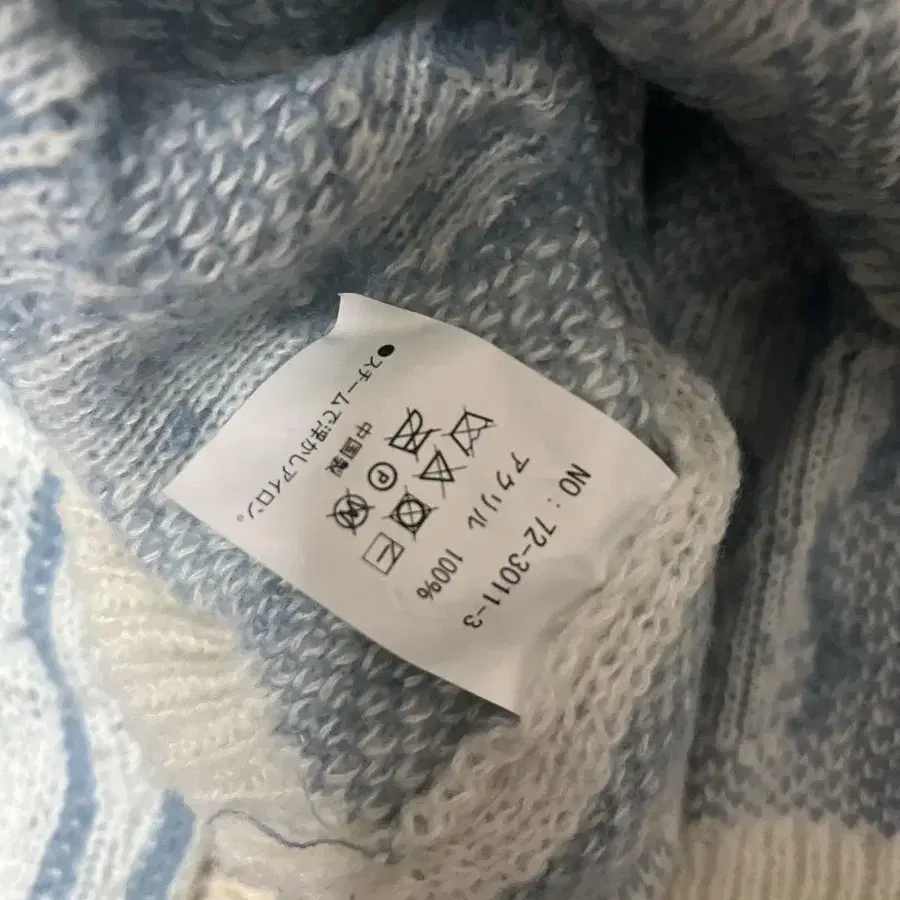 NO : 72-3011-3
アクリル 100%
P
W
中国製
●スチームで浮かしアイロン。